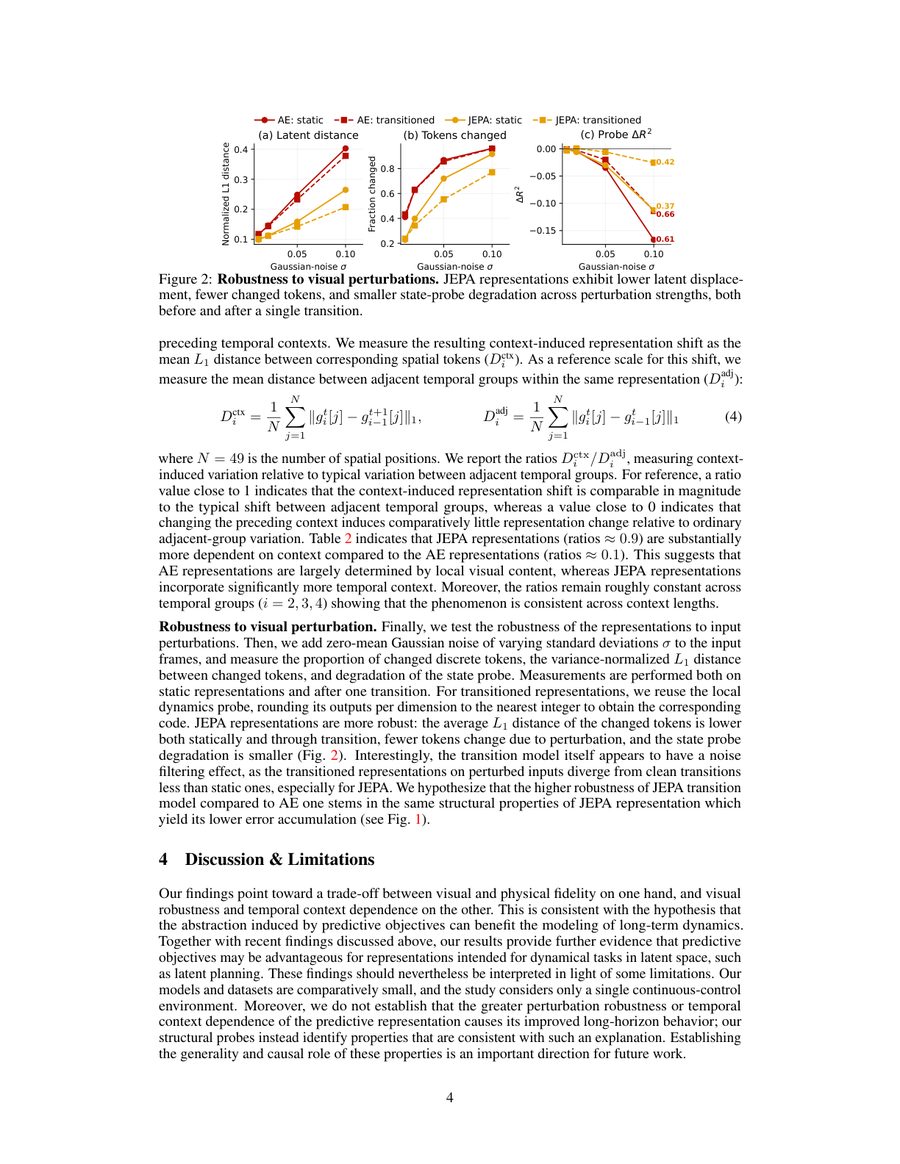 AE: static AE: transitioned JEPA: static JEPA: transitioned
(a) Latent distance (b) Tokens changed (c) Probe ΔR²
Normalized L1 distance
0.4
0.3
0.2
0.1
0.05 0.10
Gaussian-noise σ
Fraction changed
0.8
0.6
0.4
0.2
0.05 0.10
Gaussian-noise σ
ΔR²
0.00
−0.05
−0.10
−0.15
0.42
0.37
0.66
0.61
0.05 0.10
Gaussian-noise σ
Figure 2: Robustness to visual perturbations. JEPA representations exhibit lower latent displace-
ment, fewer changed tokens, and smaller state-probe degradation across perturbation strengths, both
before and after a single transition.
preceding temporal contexts. We measure the resulting context-induced representation shift as the
mean L₁ distance between corresponding spatial tokens (Dᵢᶜᵗˣ). As a reference scale for this shift, we
measure the mean distance between adjacent temporal groups within the same representation (Dᵢᵃᵈʲ):
Dᵢᶜᵗˣ = 1/N ∑ⱼ₌₁ᴺ ‖gᵢᵗ[j] − gᵢ₋₁ᵗ⁺¹[j]‖₁, Dᵢᵃᵈʲ = 1/N ∑ⱼ₌₁ᴺ ‖gᵢᵗ[j] − gᵢ₋₁ᵗ[j]‖₁ (4)
where N = 49 is the number of spatial positions. We report the ratios Dᵢᶜᵗˣ/Dᵢᵃᵈʲ, measuring context-
induced variation relative to typical variation between adjacent temporal groups. For reference, a ratio
value close to 1 indicates that the context-induced representation shift is comparable in magnitude
to the typical shift between adjacent temporal groups, whereas a value close to 0 indicates that
changing the preceding context induces comparatively little representation change relative to ordinary
adjacent-group variation. Table 2 indicates that JEPA representations (ratios ≈ 0.9) are substantially
more dependent on context compared to the AE representations (ratios ≈ 0.1). This suggests that
AE representations are largely determined by local visual content, whereas JEPA representations
incorporate significantly more temporal context. Moreover, the ratios remain roughly constant across
temporal groups (i = 2, 3, 4) showing that the phenomenon is consistent across context lengths.
Robustness to visual perturbation. Finally, we test the robustness of the representations to input
perturbations. Then, we add zero-mean Gaussian noise of varying standard deviations σ to the input
frames, and measure the proportion of changed discrete tokens, the variance-normalized L₁ distance
between changed tokens, and degradation of the state probe. Measurements are performed both on
static representations and after one transition. For transitioned representations, we reuse the local
dynamics probe, rounding its outputs per dimension to the nearest integer to obtain the corresponding
code. JEPA representations are more robust: the average L₁ distance of the changed tokens is lower
both statically and through transition, fewer tokens change due to perturbation, and the state probe
degradation is smaller (Fig. 2). Interestingly, the transition model itself appears to have a noise
filtering effect, as the transitioned representations on perturbed inputs diverge from clean transitions
less than static ones, especially for JEPA. We hypothesize that the higher robustness of JEPA transition
model compared to AE one stems in the same structural properties of JEPA representation which
yield its lower error accumulation (see Fig. 1).
4 Discussion & Limitations
Our findings point toward a trade-off between visual and physical fidelity on one hand, and visual
robustness and temporal context dependence on the other. This is consistent with the hypothesis that
the abstraction induced by predictive objectives can benefit the modeling of long-term dynamics.
Together with recent findings discussed above, our results provide further evidence that predictive
objectives may be advantageous for representations intended for dynamical tasks in latent space, such
as latent planning. These findings should nevertheless be interpreted in light of some limitations. Our
models and datasets are comparatively small, and the study considers only a single continuous-control
environment. Moreover, we do not establish that the greater perturbation robustness or temporal
context dependence of the predictive representation causes its improved long-horizon behavior; our
structural probes instead identify properties that are consistent with such an explanation. Establishing
the generality and causal role of these properties is an important direction for future work.
4